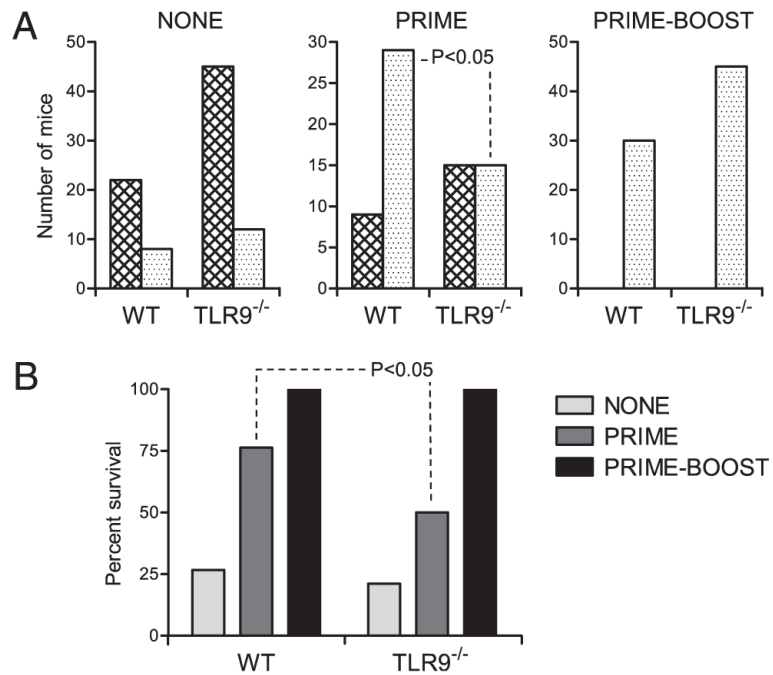 A
NONE
PRIME
PRIME-BOOST
Number of mice
50
40
30
20
10
0
WT
TLR9-/-
30
25
20
15
10
5
0
P<0.05
WT
TLR9-/-
50
40
30
20
10
0
WT
TLR9-/-
B
Percent survival
100
75
50
25
0
P<0.05
WT
TLR9-/-
NONE
PRIME
PRIME-BOOST